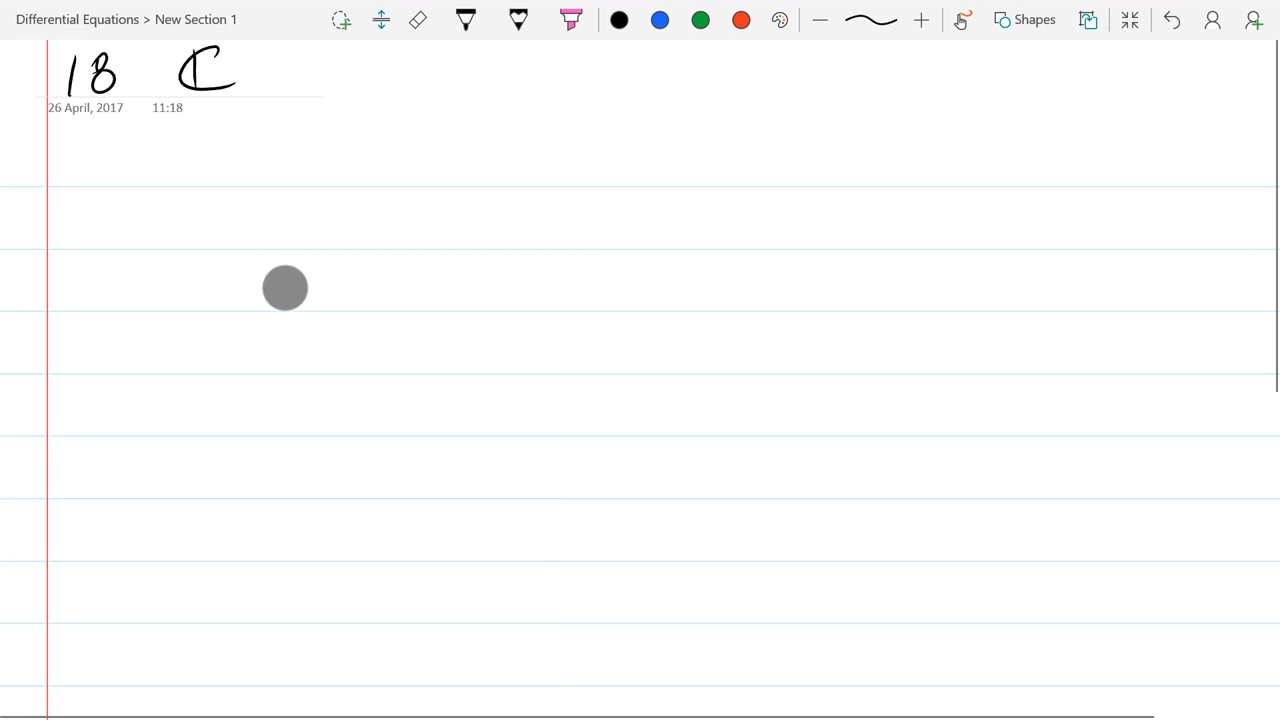 Differential Equations > New Section 1
Shapes
18 ℂ
26 April, 2017 11:18